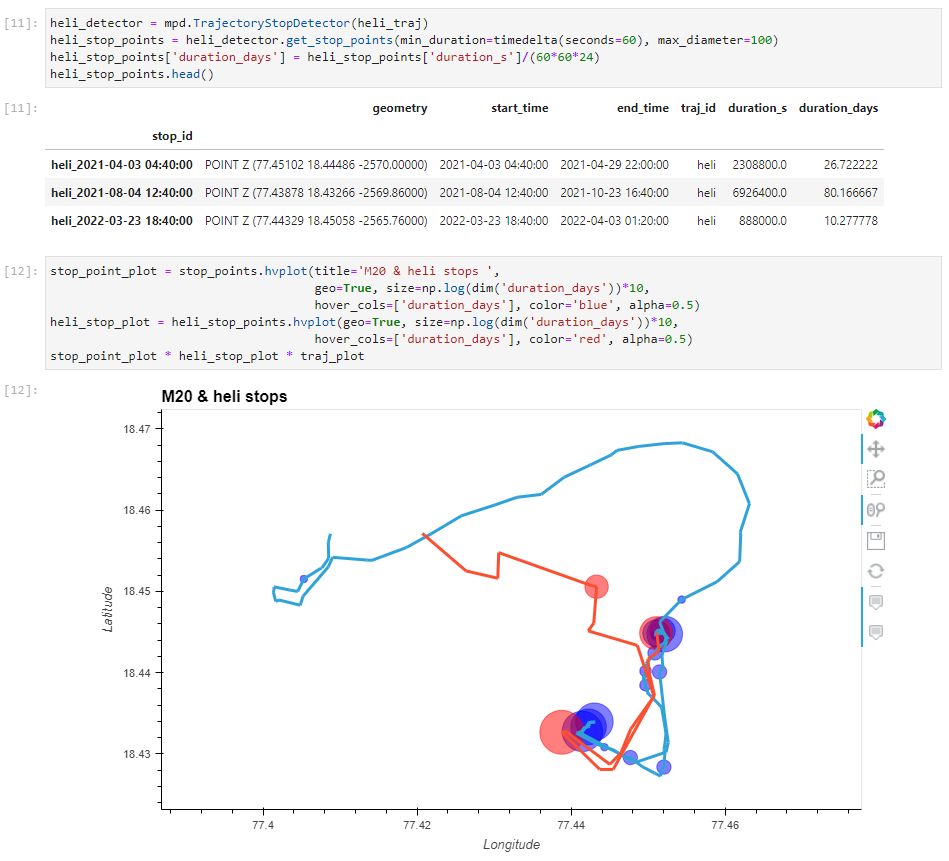 [11]: heli_detector = mpd.TrajectoryStopDetector(heli_traj)
heli_stop_points = heli_detector.get_stop_points(min_duration=timedelta(seconds=60), max_diameter=100)
heli_stop_points['duration_days'] = heli_stop_points['duration_s']/(60*60*24)
heli_stop_points.head()
[11]: geometry start_time end_time traj_id duration_s duration_days
stop_id
heli_2021-04-03 04:40:00 POINT Z (77.45102 18.44486 -2570.00000) 2021-04-03 04:40:00 2021-04-29 22:00:00 heli 2308800.0 26.722222
heli_2021-08-04 12:40:00 POINT Z (77.43878 18.43266 -2569.86000) 2021-08-04 12:40:00 2021-10-23 16:40:00 heli 6926400.0 80.166667
heli_2022-03-23 18:40:00 POINT Z (77.44329 18.45058 -2565.76000) 2022-03-23 18:40:00 2022-04-03 01:20:00 heli 888000.0 10.277778
[12]: stop_point_plot = stop_points.hvplot(title='M20 & heli stops ',
geo=True, size=np.log(dim('duration_days'))*10,
hover_cols=['duration_days'], color='blue', alpha=0.5)
heli_stop_plot = heli_stop_points.hvplot(geo=True, size=np.log(dim('duration_days'))*10,
hover_cols=['duration_days'], color='red', alpha=0.5)
stop_point_plot * heli_stop_plot * traj_plot
[12]:
M20 & heli stops
18.47
18.46
18.45
18.44
18.43
Latitude
77.4 77.42 77.44 77.46
Longitude